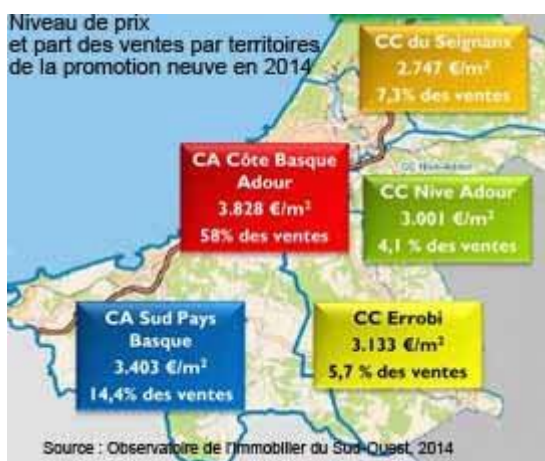 Niveau de prix
et part des ventes par territoires
de la promotion neuve en 2014
CC du Seignanx
2.747 €/m²
7,3% des ventes
CA Côte Basque
Adour
3.828 €/m²
58% des ventes
CC Nive-Adour
CC Nive Adour
3.001 €/m²
4,1 % des ventes
CA Sud Pays
Basque
3.403 €/m²
14,4% des ventes
CC Errobi
3.133 €/m²
5,7 % des ventes
Source : Observatoire de l'Immobilier du Sud-Ouest, 2014